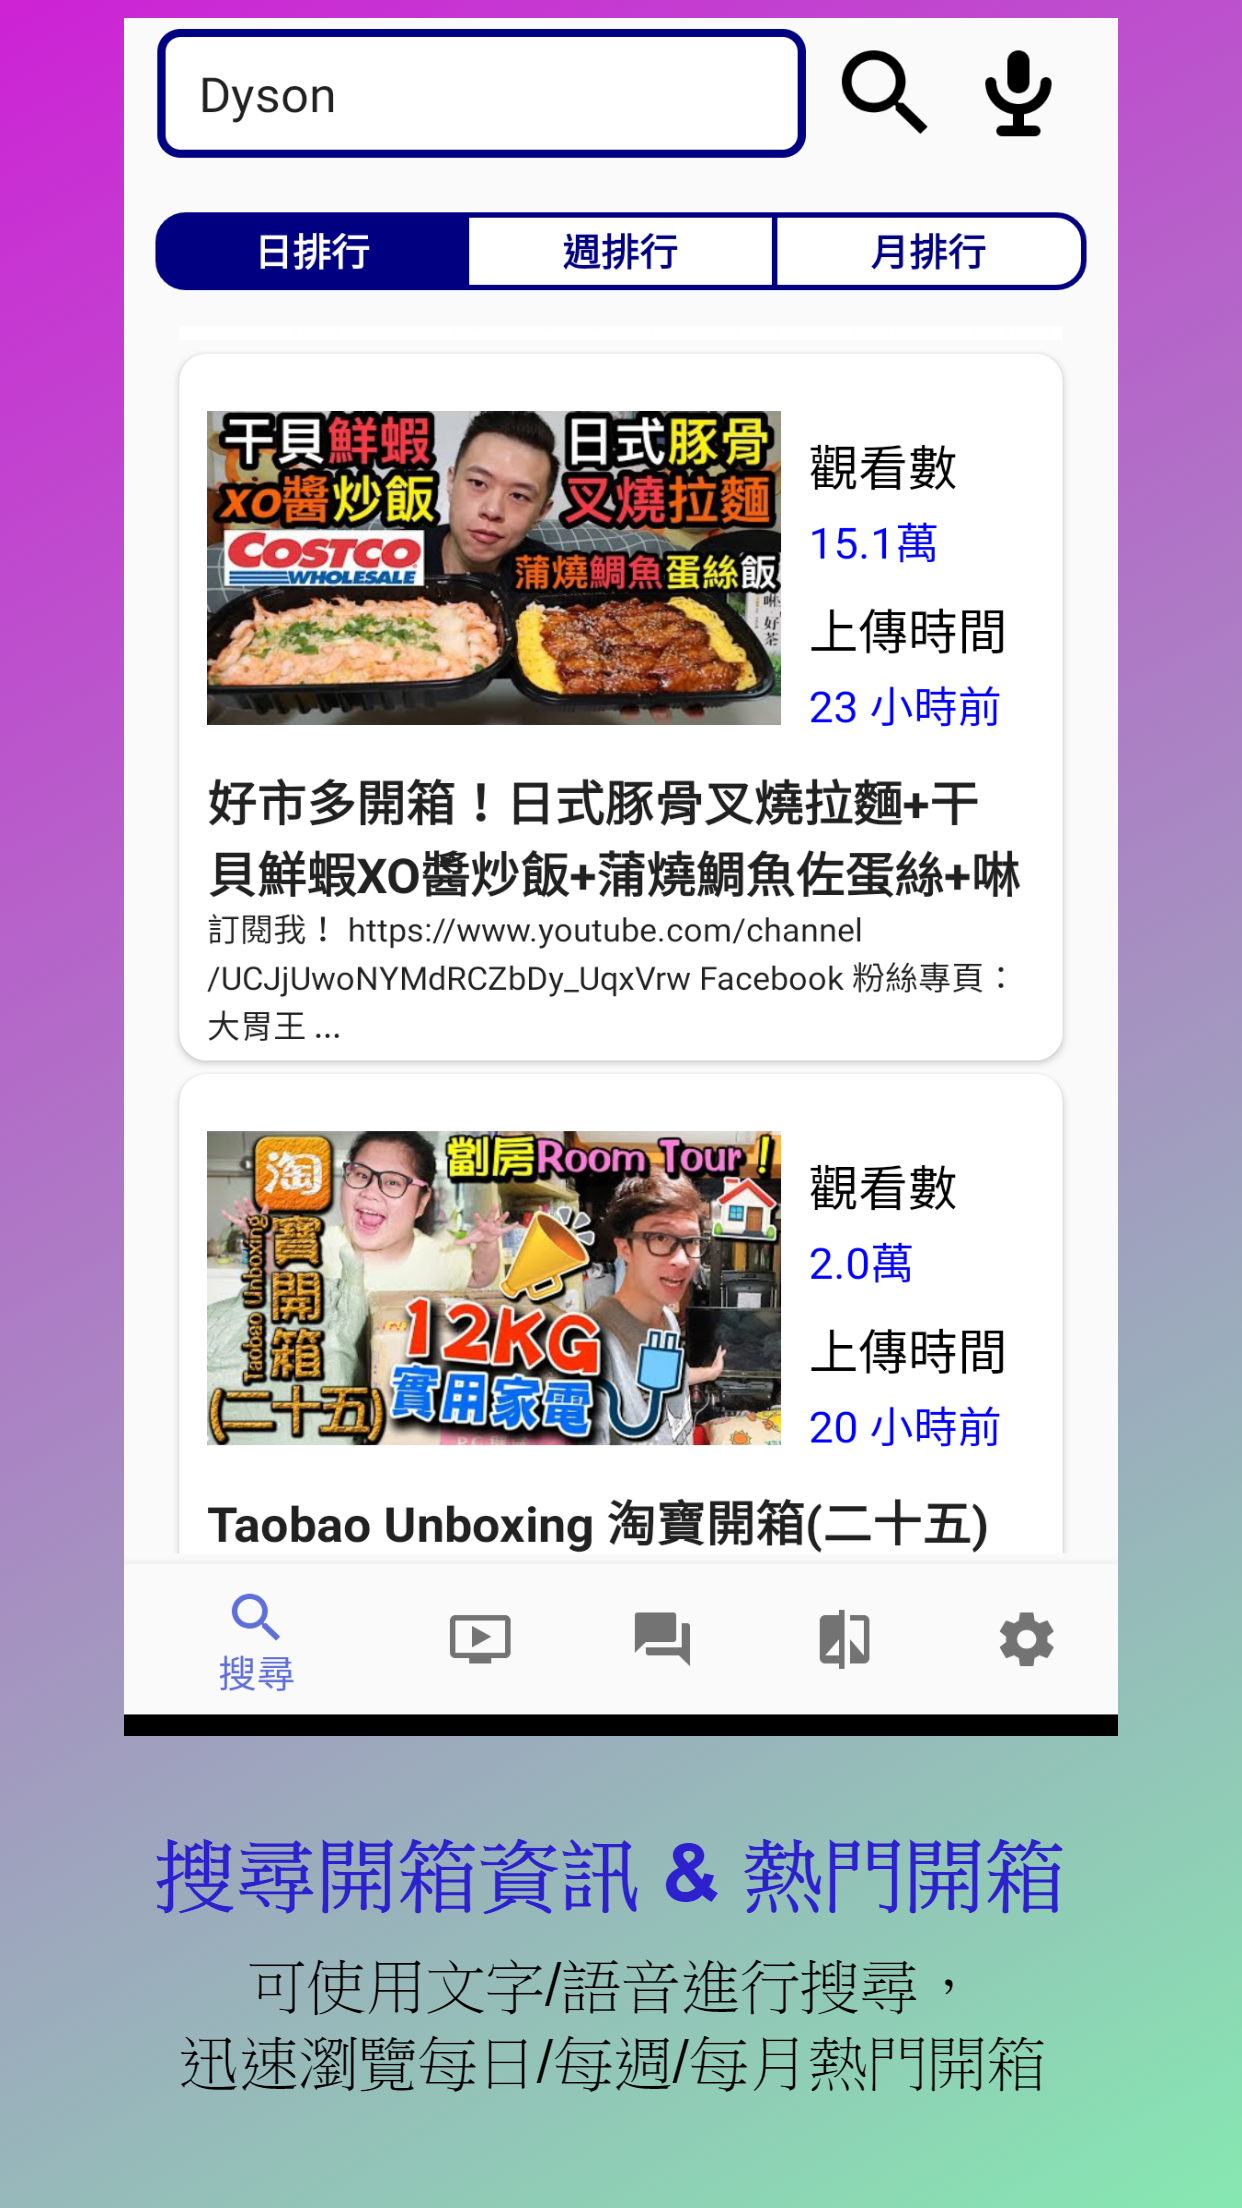 Dyson
日排行
週排行
月排行
干貝鮮蝦
XO醬炒飯
日式豚骨
叉燒拉麵
COSTCO
WHOLESALE
蒲燒鯛魚蛋絲飯
觀看數
15.1萬
上傳時間
23 小時前
好市多開箱！日式豚骨叉燒拉麵+干
貝鮮蝦XO醬炒飯+蒲燒鯛魚佐蛋絲+啉
訂閱我！ https://www.youtube.com/channel
/UCJjUwoNYMdRCZbDy_UqxVrw Facebook 粉絲專頁：
大胃王 ...
淘
寶
開
箱
(二十五)
Taobao Unboxing
劏房Room Tour！
12KG
實用家電
觀看數
2.0萬
上傳時間
20 小時前
Taobao Unboxing 淘寶開箱(二十五)
搜尋
搜尋開箱資訊 & 熱門開箱
可使用文字/語音進行搜尋，
迅速瀏覽每日/每週/每月熱門開箱